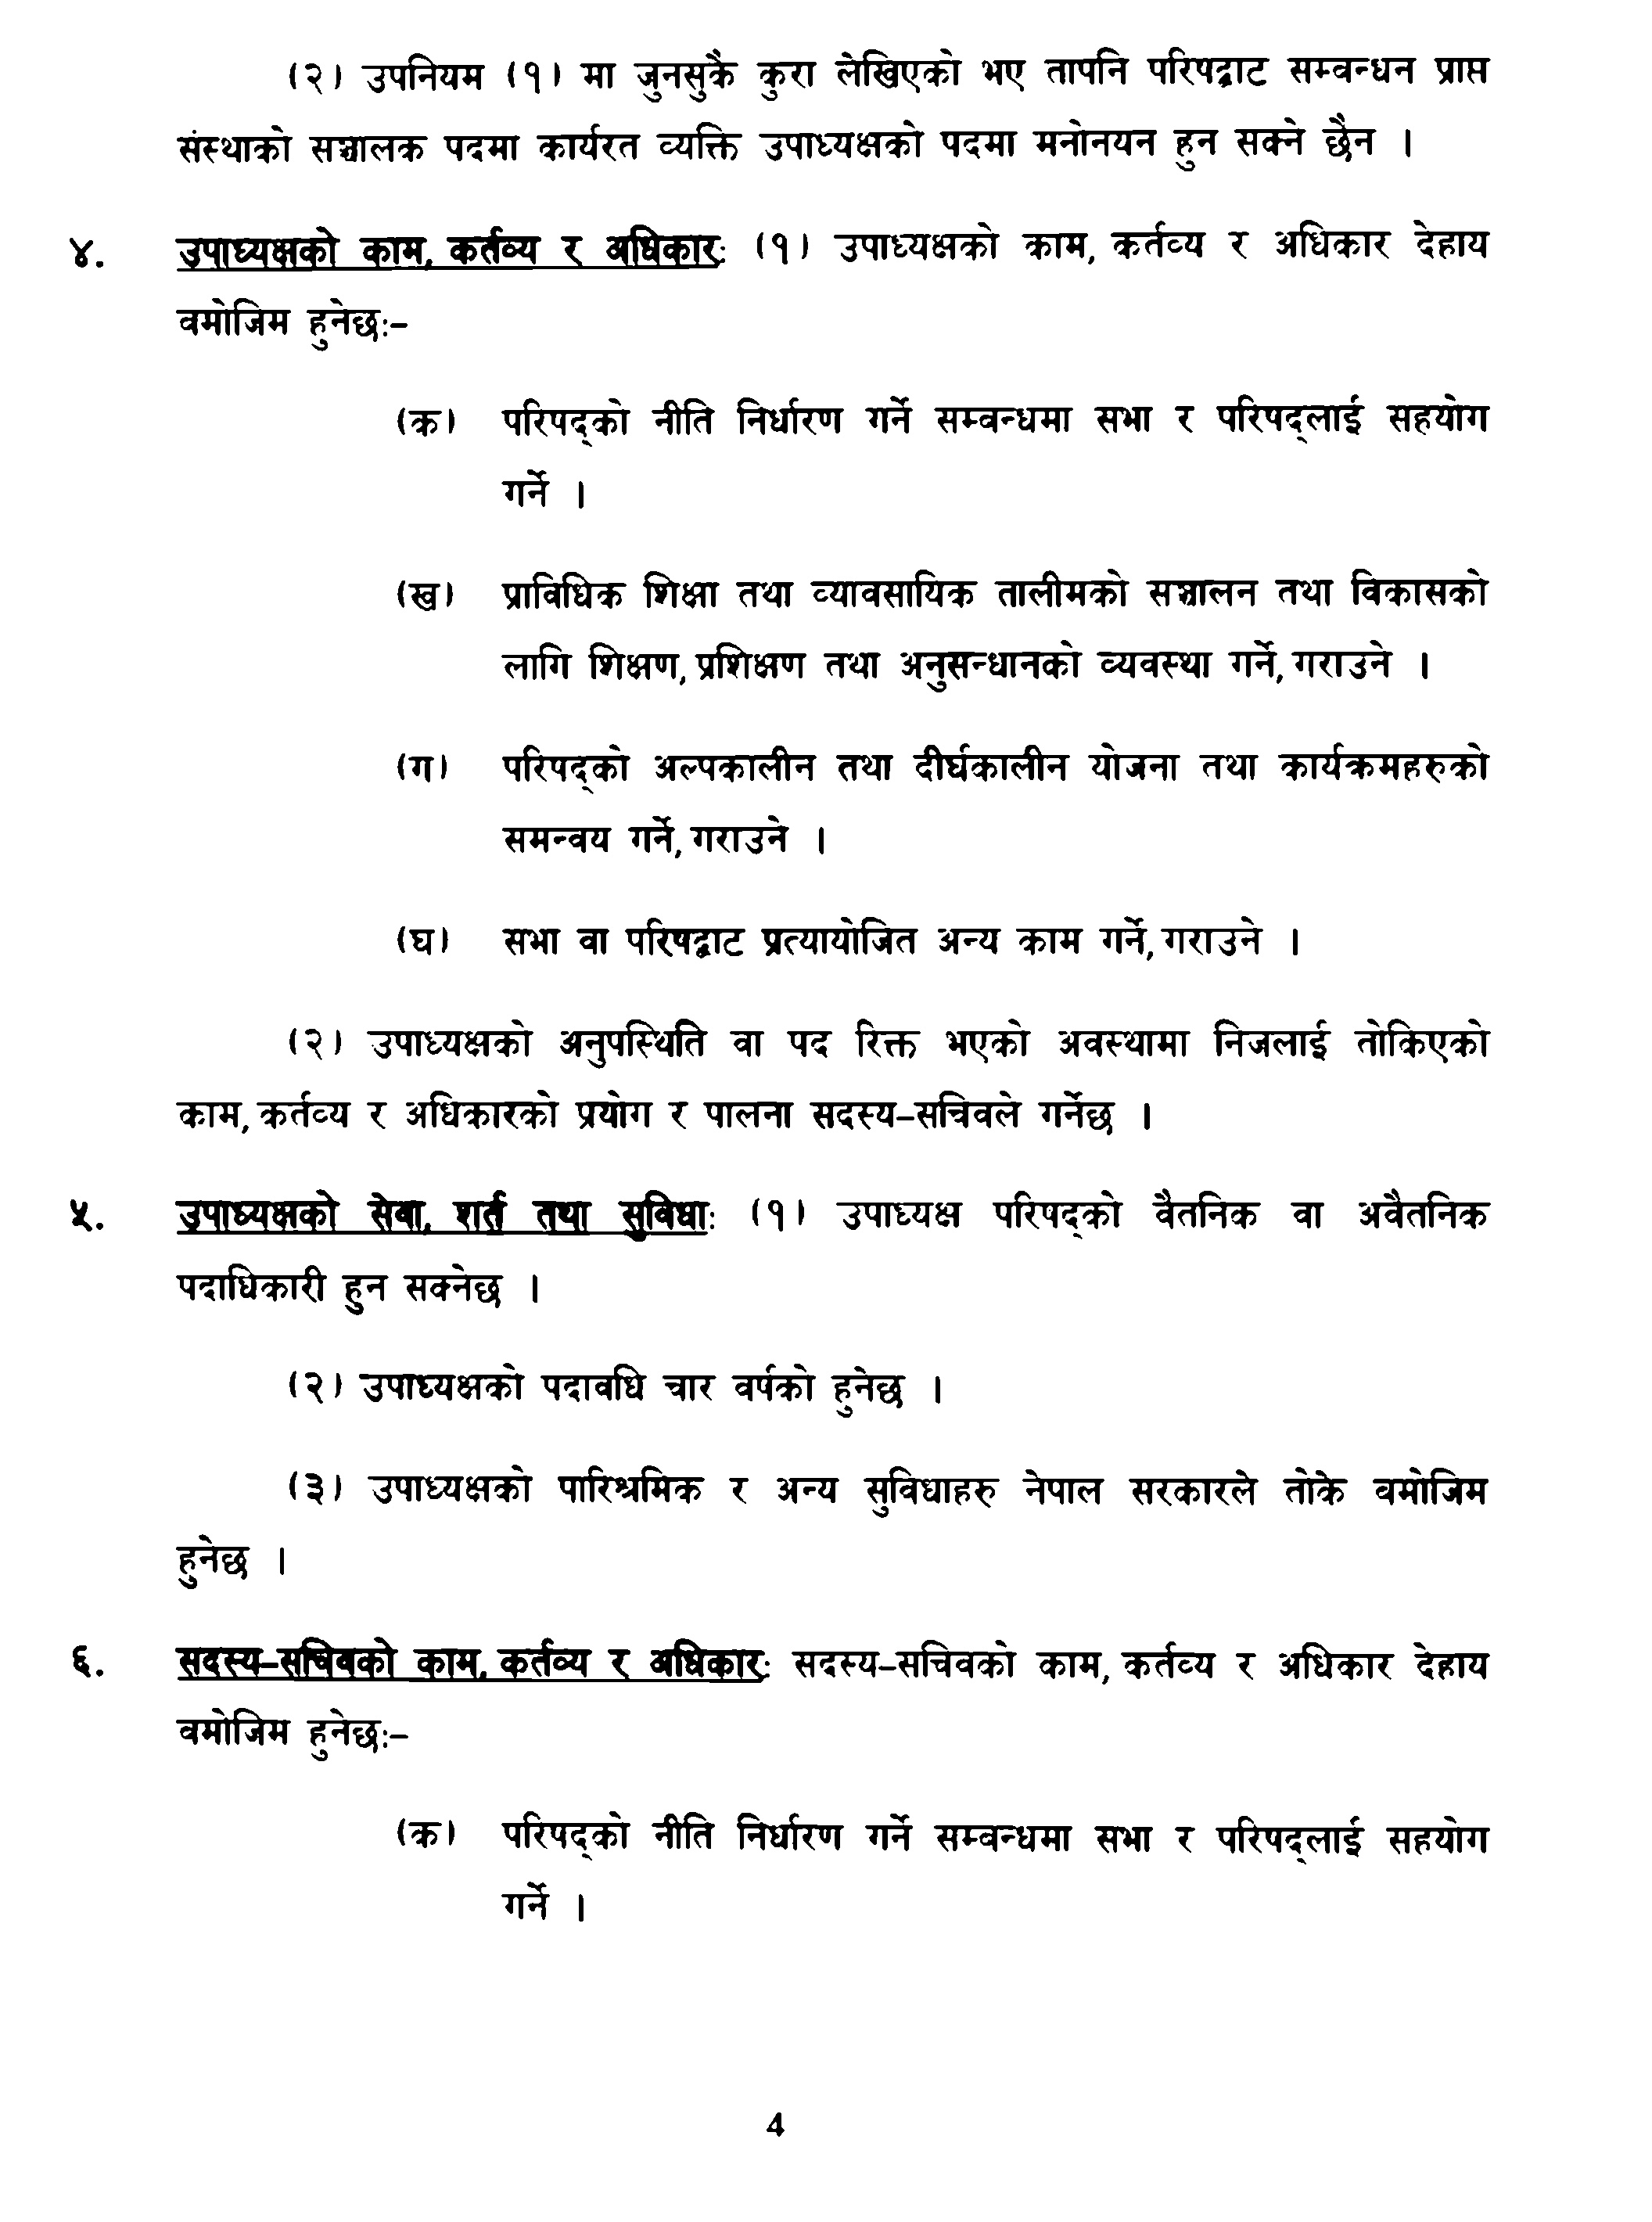 (२) उपनियम (१) मा जुनसुकै कुरा लेखिएको भए तापनि परिषद्बाट सम्बन्धन प्राप्त
संस्थाको सञ्चालक पदमा कार्यरत व्यक्ति उपाध्यक्षको पदमा मनोनयन हुन सक्ने छैन ।
४. उपाध्यक्षको काम, कर्तव्य र अधिकारः (१) उपाध्यक्षको काम, कर्तव्य र अधिकार देहाय
बमोजिम हुनेछः–
(क) परिषद्को नीति निर्धारण गर्ने सम्बन्धमा सभा र परिषद्लाई सहयोग
गर्ने ।
(ख) प्राविधिक शिक्षा तथा व्यावसायिक तालीमको सञ्चालन तथा विकासको
लागि शिक्षण, प्रशिक्षण तथा अनुसन्धानको व्यवस्था गर्ने, गराउने ।
(ग) परिषद्को अल्पकालीन तथा दीर्घकालीन योजना तथा कार्यक्रमहरुको
समन्वय गर्ने, गराउने ।
(घ) सभा वा परिषद्बाट प्रत्यायोजित अन्य काम गर्ने, गराउने ।
(२) उपाध्यक्षको अनुपस्थिति वा पद रिक्त भएको अवस्थामा निजलाई तोकिएको
काम, कर्तव्य र अधिकारको प्रयोग र पालना सदस्य–सचिवले गर्नेछ ।
५. उपाध्यक्षको सेवा, शर्त तथा सुविधाः (१) उपाध्यक्ष परिषद्को वैतनिक वा अवैतनिक
पदाधिकारी हुन सक्नेछ ।
(२) उपाध्यक्षको पदावधि चार वर्षको हुनेछ ।
(३) उपाध्यक्षको पारिश्रमिक र अन्य सुविधाहरु नेपाल सरकारले तोके बमोजिम
हुनेछ ।
६. सदस्य–सचिवको काम, कर्तव्य र अधिकारः सदस्य–सचिवको काम, कर्तव्य र अधिकार देहाय
बमोजिम हुनेछः–
(क) परिषद्को नीति निर्धारण गर्ने सम्बन्धमा सभा र परिषद्लाई सहयोग
गर्ने ।
4